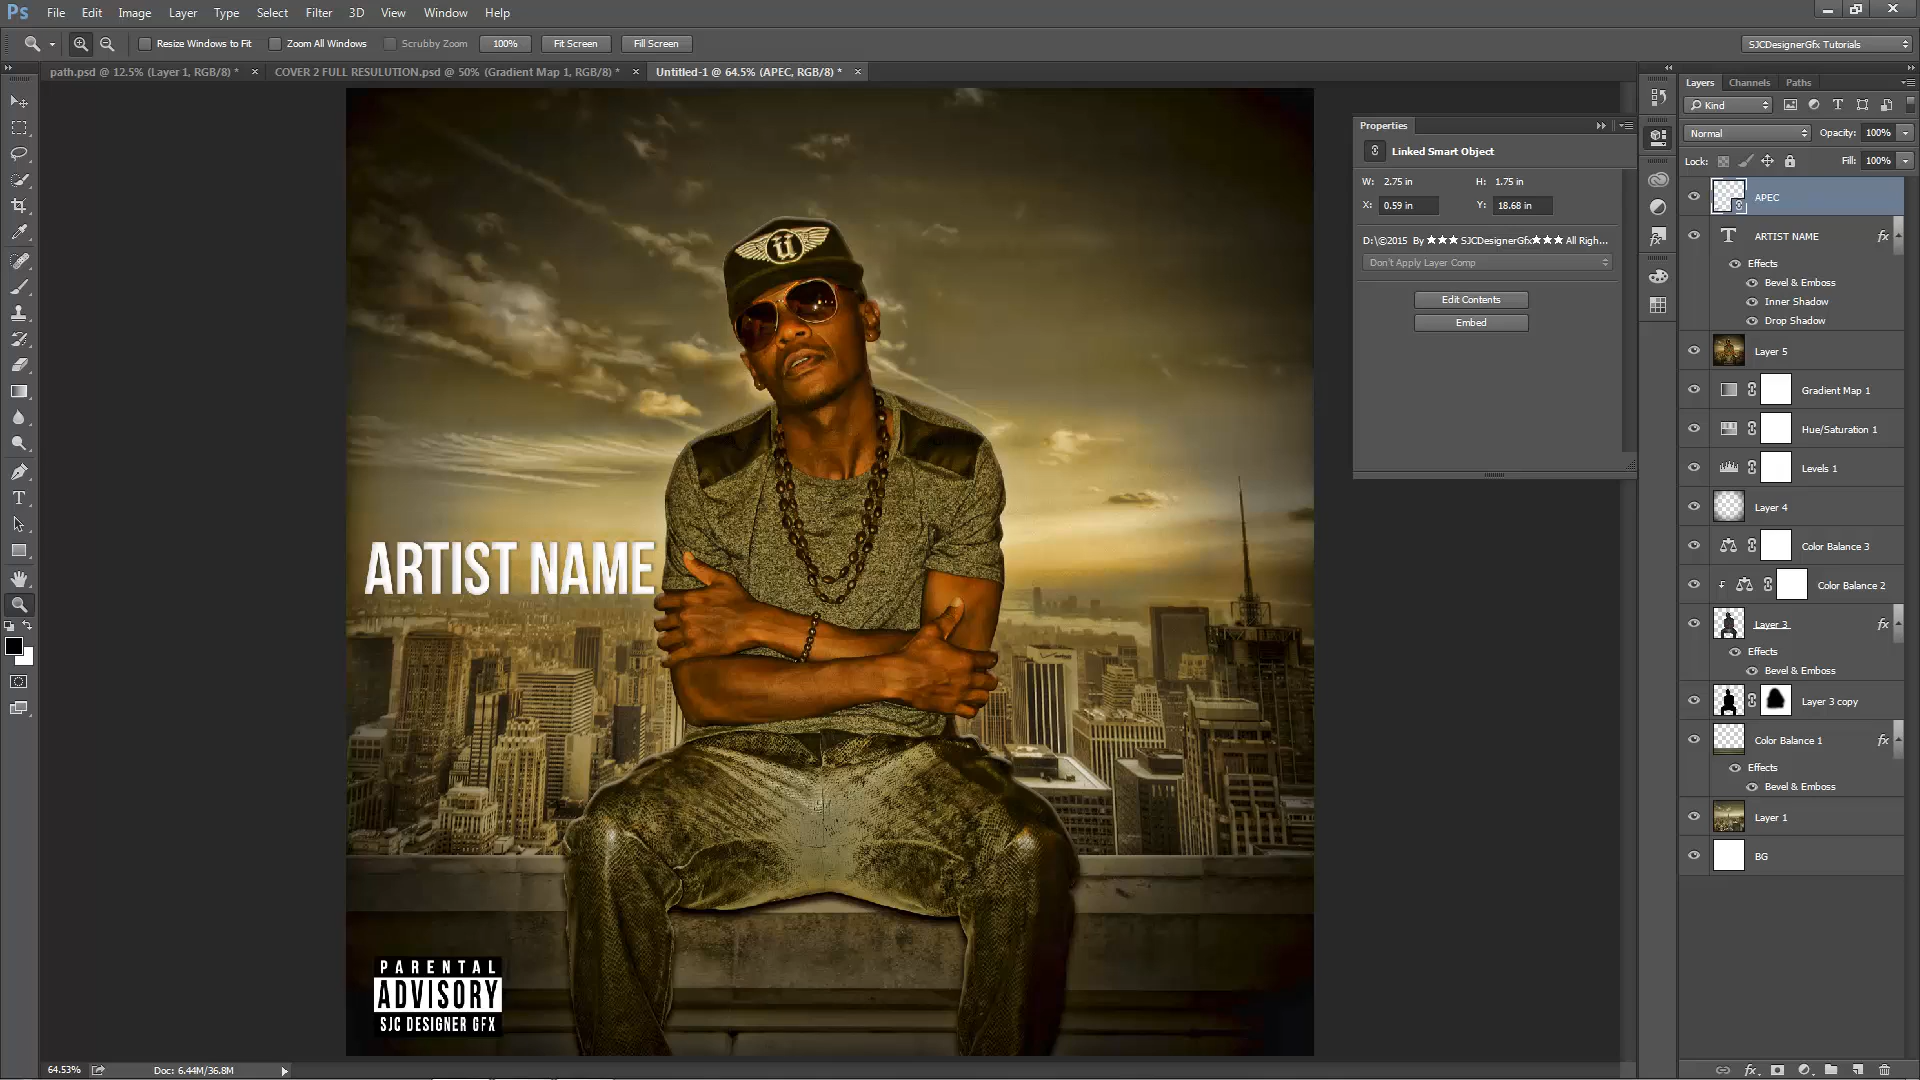 Ps File Edit Image Layer Type Select Filter 3D View Window Help
Resize Windows to Fit Zoom All Windows Scrubby Zoom 100% Fit Screen Fill Screen SJCDesignerGfx Tutorials
path.psd @ 12.5% (Layer 1, RGB/8) * × COVER 2 FULL RESULUTION.psd @ 50% (Gradient Map 1, RGB/8) * × Untitled-1 @ 64.5% (APEC, RGB/8) * ×
Properties
Linked Smart Object
W: 2.75 in H: 1.75 in
X: 0.59 in Y: 18.68 in
D:\©2015 By ★★★ SJCDesignerGfx★★★ All Righ...
Don't Apply Layer Comp
Edit Contents
Embed
Layers Channels Paths
Kind
Normal Opacity: 100%
Lock: Fill: 100%
APEC
ARTIST NAME fx
Effects
Bevel & Emboss
Inner Shadow
Drop Shadow
Layer 5
Gradient Map 1
Hue/Saturation 1
Levels 1
Layer 4
Color Balance 3
Color Balance 2
Layer 3 fx
Effects
Bevel & Emboss
Layer 3 copy
Color Balance 1 fx
Effects
Bevel & Emboss
Layer 1
BG
ü
ARTIST NAME
PARENTAL
ADVISORY
SJC DESIGNER GFX
64.53% Doc: 6.44M/36.8M